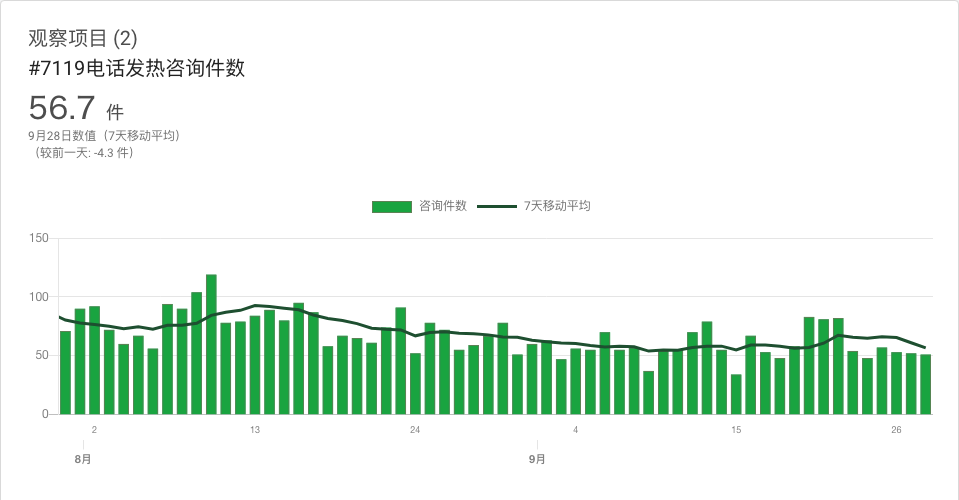 观察项目 (2)
#7119电话发热咨询件数
56.7 件
9月28日数值（7天移动平均）
（较前一天: -4.3 件）
咨询件数 7天移动平均
150
100
50
0
2 13 24 4 15 26
8月 9月